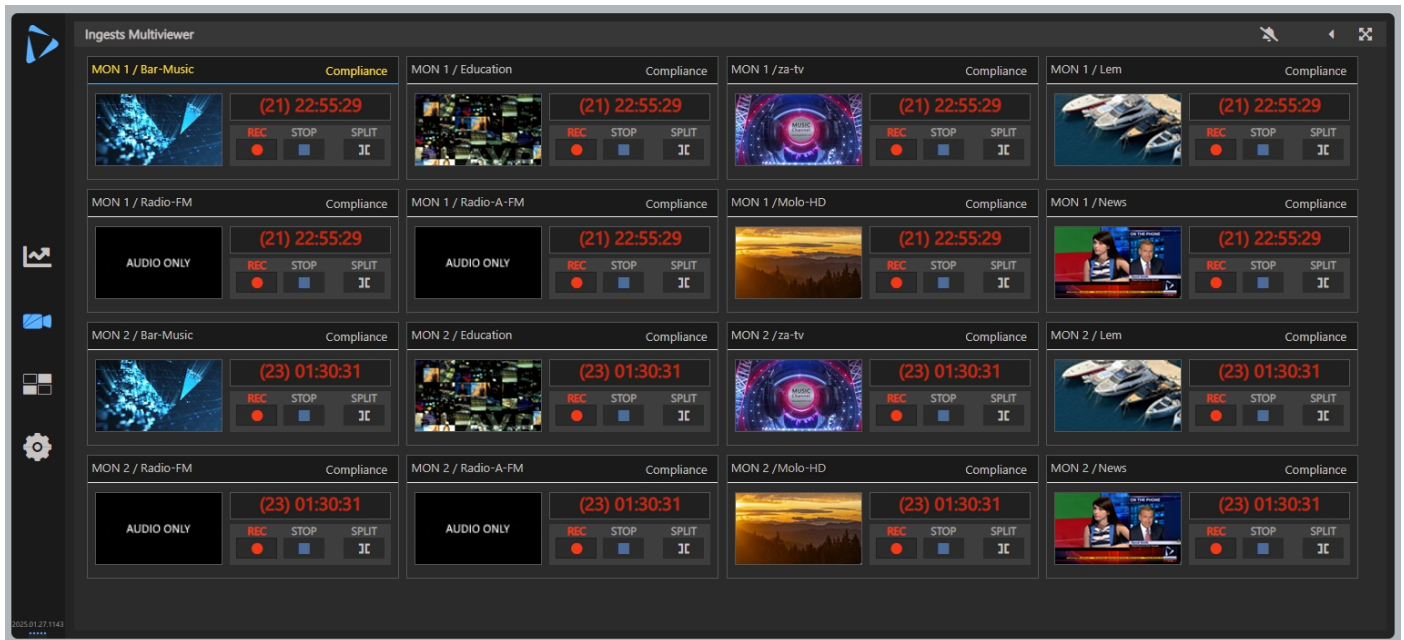 Ingests Multiviewer
MON 1 / Bar-Music Compliance
(21) 22:55:29
REC STOP SPLIT
MON 1 / Education Compliance
(21) 22:55:29
REC STOP SPLIT
MON 1 /za-tv Compliance
MUSIC
Channel
(21) 22:55:29
REC STOP SPLIT
MON 1 / Lem Compliance
(21) 22:55:29
REC STOP SPLIT
MON 1 / Radio-FM Compliance
AUDIO ONLY
(21) 22:55:29
REC STOP SPLIT
MON 1 / Radio-A-FM Compliance
AUDIO ONLY
(21) 22:55:29
REC STOP SPLIT
MON 1 /Molo-HD Compliance
(21) 22:55:29
REC STOP SPLIT
MON 1 /News Compliance
ON THE PHONE
(21) 22:55:29
REC STOP SPLIT
MON 2 / Bar-Music Compliance
(23) 01:30:31
REC STOP SPLIT
MON 2 / Education Compliance
(23) 01:30:31
REC STOP SPLIT
MON 2 /za-tv Compliance
MUSIC
Channel
(23) 01:30:31
REC STOP SPLIT
MON 2 / Lem Compliance
(23) 01:30:31
REC STOP SPLIT
MON 2 / Radio-FM Compliance
AUDIO ONLY
(23) 01:30:31
REC STOP SPLIT
MON 2 / Radio-A-FM Compliance
AUDIO ONLY
(23) 01:30:31
REC STOP SPLIT
MON 2 /Molo-HD Compliance
(23) 01:30:31
REC STOP SPLIT
MON 2 /News Compliance
ON THE PHONE
(23) 01:30:31
REC STOP SPLIT
2025.01.27.1143